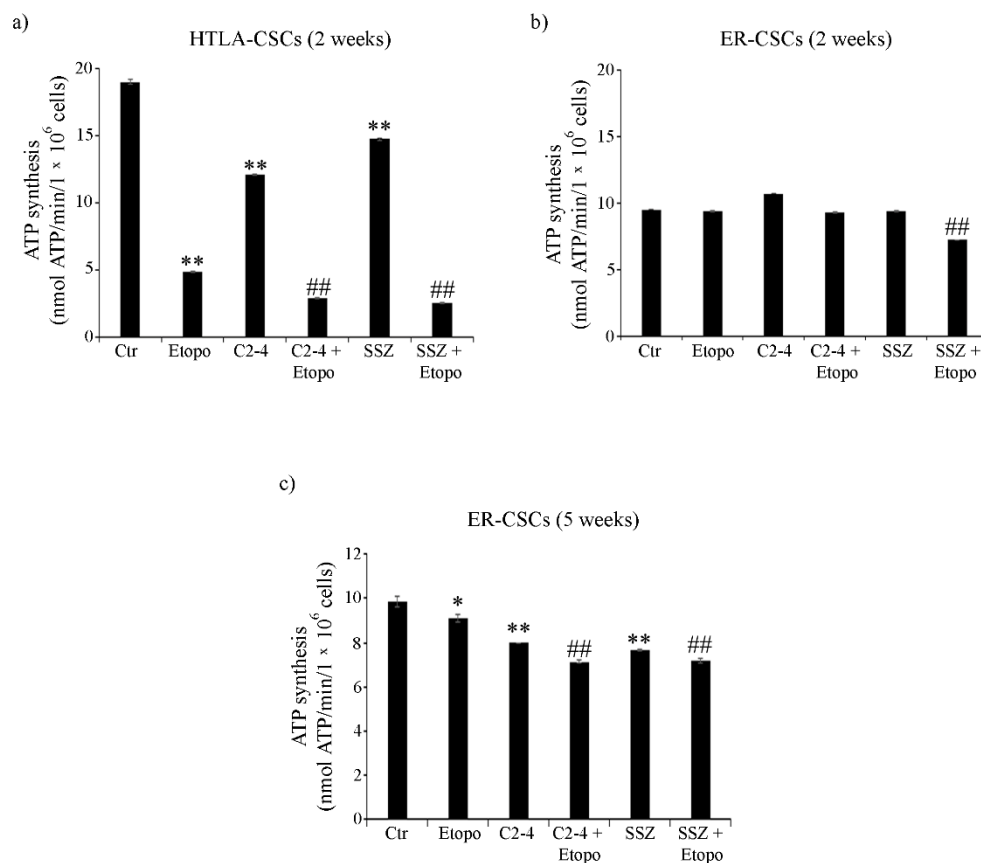 a)
HTLA-CSCs (2 weeks)
ATP synthesis
(nmol ATP/min/1 × 10⁶ cells)
20
15
10
5
0
**
**
##
**
##
Ctr
Etopo
C2-4
C2-4 +
Etopo
SSZ
SSZ +
Etopo
b)
ER-CSCs (2 weeks)
ATP synthesis
(nmol ATP/min/1 × 10⁶ cells)
20
15
10
5
0
##
Ctr
Etopo
C2-4
C2-4 +
Etopo
SSZ
SSZ +
Etopo
c)
ER-CSCs (5 weeks)
ATP synthesis
(nmol ATP/min/1 × 10⁶ cells)
12
10
8
6
4
2
0
*
**
##
**
##
Ctr
Etopo
C2-4
C2-4 +
Etopo
SSZ
SSZ +
Etopo